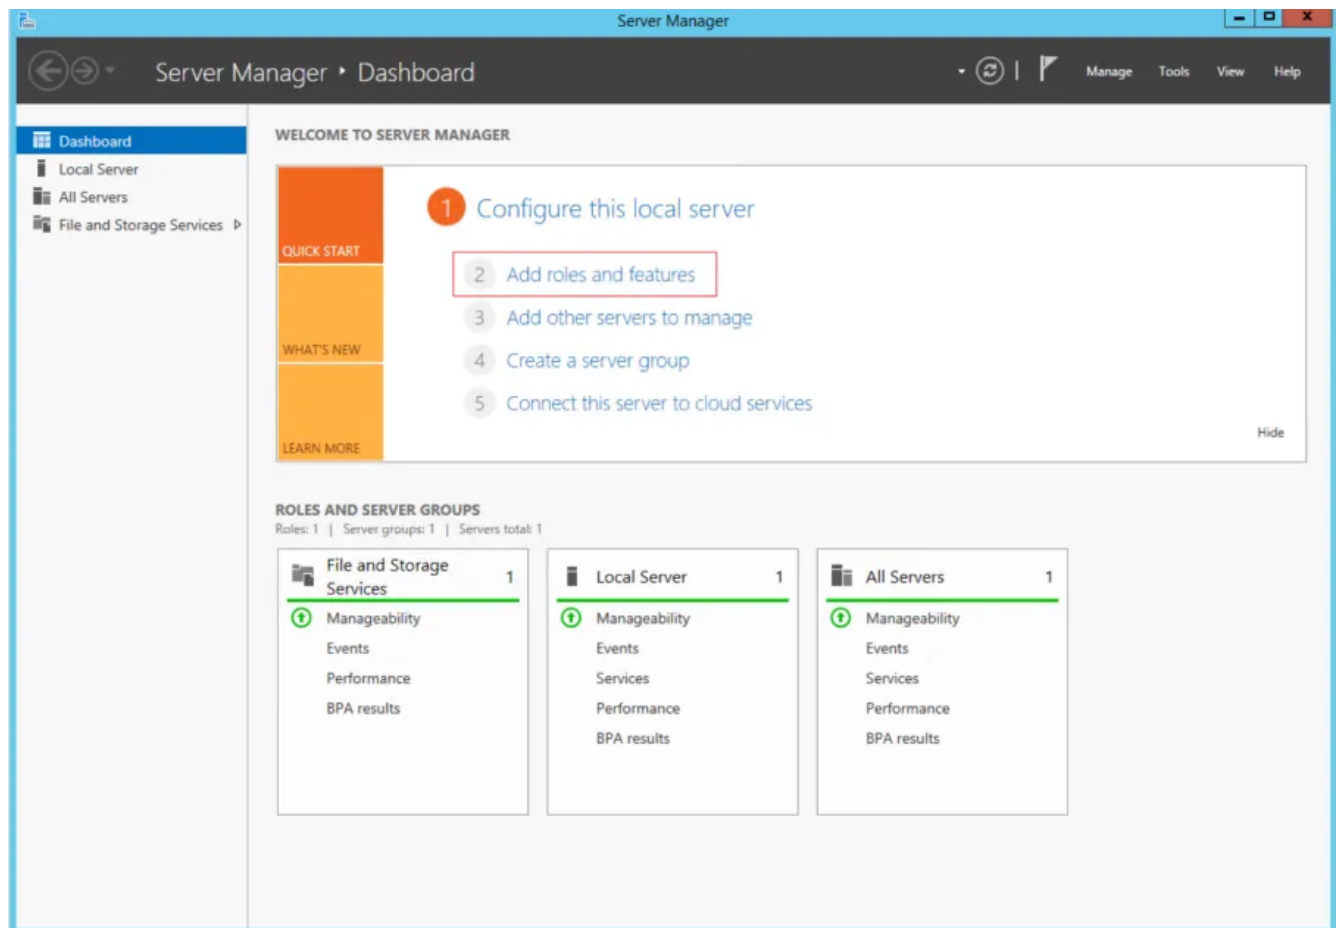 Server Manager
Server Manager ‣ Dashboard
Manage Tools View Help
Dashboard
Local Server
All Servers
File and Storage Services
WELCOME TO SERVER MANAGER
QUICK START
WHAT'S NEW
LEARN MORE
1 Configure this local server
2 Add roles and features
3 Add other servers to manage
4 Create a server group
5 Connect this server to cloud services
Hide
ROLES AND SERVER GROUPS
Roles: 1 | Server groups: 1 | Servers total: 1
File and Storage
Services 1
Manageability
Events
Performance
BPA results
Local Server 1
Manageability
Events
Services
Performance
BPA results
All Servers 1
Manageability
Events
Services
Performance
BPA results